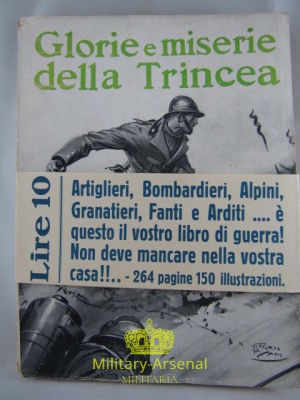 Glorie e miserie
della Trincea
Lire 10
Artiglieri, Bombardieri, Alpini,
Granatieri, Fanti e Arditi .... è
questo il vostro libro di guerra!
Non deve mancare nella vostra
casa!!.. - 264 pagine 150 illustrazioni.
Military-Arsenal
MILITARIA